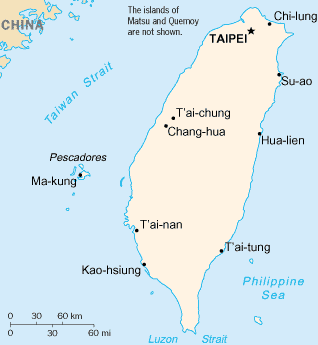 The islands of
Matsu and Quemoy
are not shown.
CHINA
Chi-lung
TAIPEI
Taiwan Strait
Su-ao
T'ai-chung
Chang-hua
Hua-lien
Pescadores
Ma-kung
T'ai-nan
T'ai-tung
Kao-hsiung
Philippine
Sea
0 30 60 km
0 30 60 mi
Luzon Strait